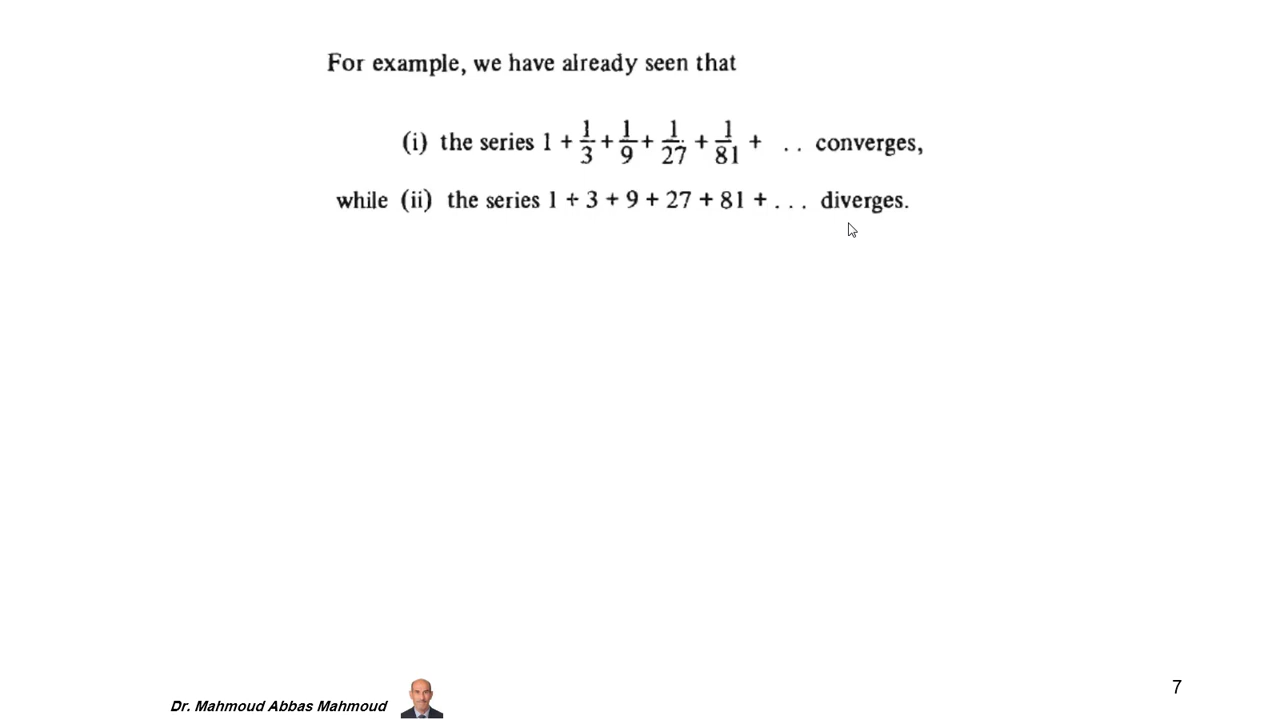 For example, we have already seen that
(i) the series 1 + 1/3 + 1/9 + 1/27 + 1/81 + .. converges,
while (ii) the series 1 + 3 + 9 + 27 + 81 + ... diverges.
Dr. Mahmoud Abbas Mahmoud
7